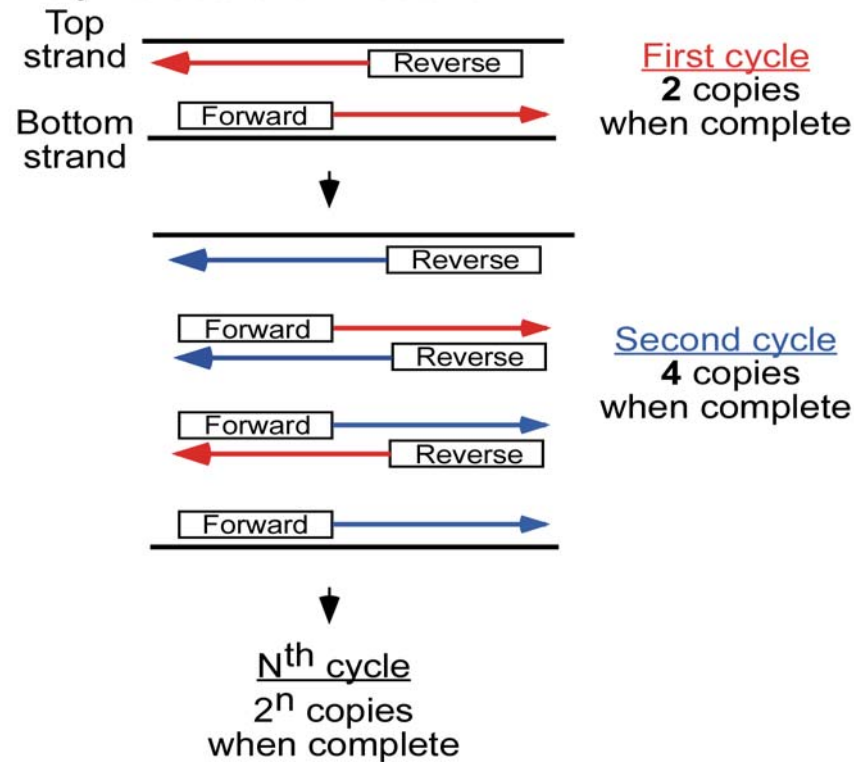 Top
strand
Reverse
First cycle
2 copies
when complete
Forward
Bottom
strand
Reverse
Forward
Reverse
Second cycle
4 copies
when complete
Forward
Reverse
Forward
Nth cycle
2n copies
when complete